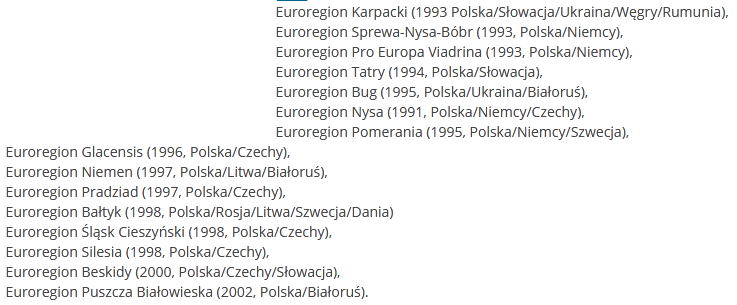 Euroregion Karpacki (1993 Polska/Słowacja/Ukraina/Węgry/Rumunia),
Euroregion Sprewa-Nysa-Bóbr (1993, Polska/Niemcy),
Euroregion Pro Europa Viadrina (1993, Polska/Niemcy),
Euroregion Tatry (1994, Polska/Słowacja),
Euroregion Bug (1995, Polska/Ukraina/Białoruś),
Euroregion Nysa (1991, Polska/Niemcy/Czechy),
Euroregion Pomerania (1995, Polska/Niemcy/Szwecja),
Euroregion Glacensis (1996, Polska/Czechy),
Euroregion Niemen (1997, Polska/Litwa/Białoruś),
Euroregion Pradziad (1997, Polska/Czechy),
Euroregion Bałtyk (1998, Polska/Rosja/Litwa/Szwecja/Dania)
Euroregion Śląsk Cieszyński (1998, Polska/Czechy),
Euroregion Silesia (1998, Polska/Czechy),
Euroregion Beskidy (2000, Polska/Czechy/Słowacja),
Euroregion Puszcza Białowieska (2002, Polska/Białoruś).